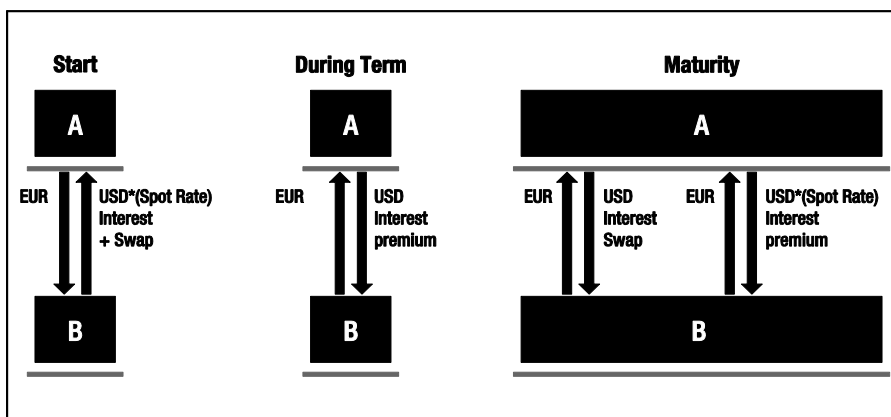 Start
A
EUR
USD*(Spot Rate)
Interest
+ Swap
B
During Term
A
EUR
USD
Interest
premium
B
Maturity
A
EUR
USD
Interest
Swap
EUR
USD*(Spot Rate)
Interest
premium
B